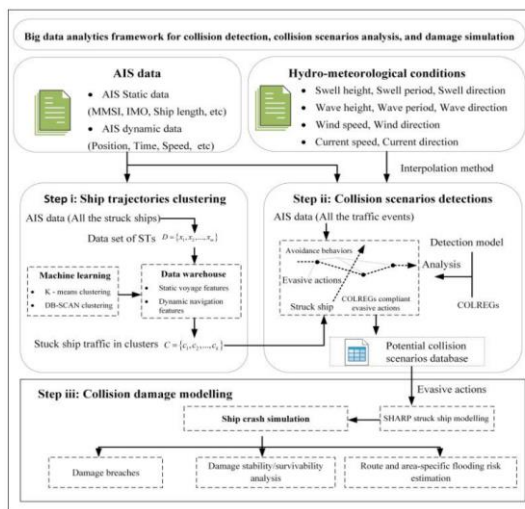 Big data analytics framework for collision detection, collision scenarios analysis, and damage simulation
AIS data
• AIS Static data
(MMSI, IMO, Ship length, etc)
• AIS dynamic data
(Position, Time, Speed, etc)
Hydro-meteorological conditions
• Swell height, Swell period, Swell direction
• Wave height, Wave period, Wave direction
• Wind speed, Wind direction
• Current speed, Current direction
Interpolation method
Step i: Ship trajectories clustering
AIS data (All the struck ships)
Data set of STs D={x₁,x₂,...,xₘ}
Machine learning
• K - means clustering
• DB-SCAN clustering
Data warehouse
• Static voyage
features
• Dynamic navigation
features
Stuck ship traffic in clusters C={c₁,c₂,...,cₖ}
Step ii: Collision scenarios detections
AIS data (All the traffic events)
Avoidance behaviors
Evasive actions
Struck ship
COLREGs compliant
evasive actions
Detection model
Analysis
COLREGs
Potential collision
scenarios database
Evasive actions
Step iii: Collision damage modelling
Ship crash simulation
SHARP struck ship modelling
Damage breaches
Damage stability/survivability
analysis
Route and area-specific flooding risk
estimation